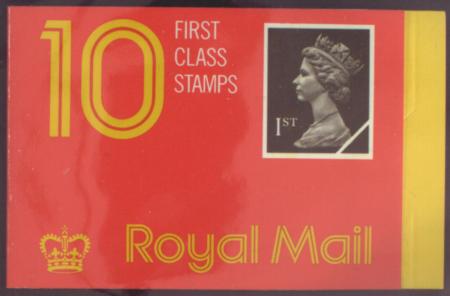 10
FIRST
CLASS
STAMPS
1ST
Royal Mail